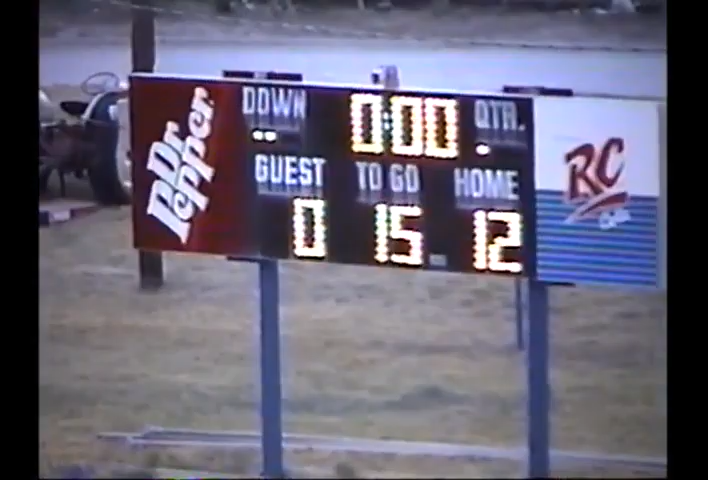 Dr Pepper
DOWN 0:00 QTR.
GUEST TO GO HOME
0 15 12
RC